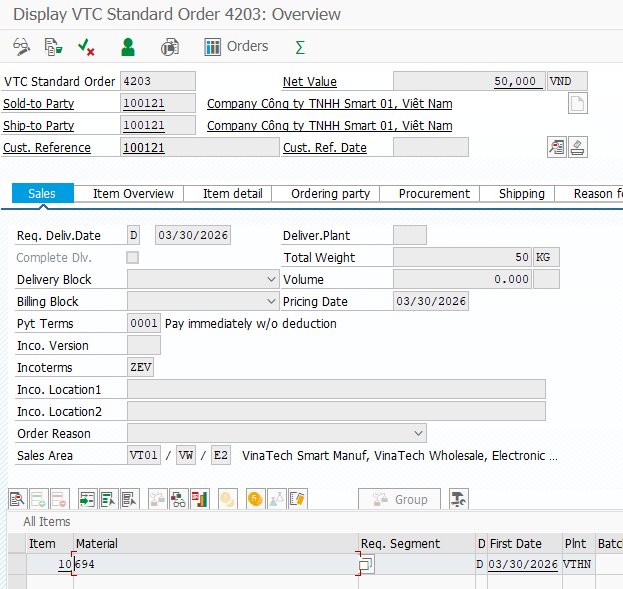 Display VTC Standard Order 4203: Overview
Orders
VTC Standard Order 4203 Net Value 50,000 VND
Sold-to Party 100121 Company Công ty TNHH Smart 01, Viêt Nam
Ship-to Party 100121 Company Công ty TNHH Smart 01, Viêt Nam
Cust. Reference 100121 Cust. Ref. Date
Sales Item Overview Item detail Ordering party Procurement Shipping Reason f
Req. Deliv.Date D 03/30/2026 Deliver.Plant
Complete Dlv. Total Weight 50 KG
Delivery Block Volume 0.000
Billing Block Pricing Date 03/30/2026
Pyt Terms 0001 Pay immediately w/o deduction
Inco. Version
Incoterms ZEV
Inco. Location1
Inco. Location2
Order Reason
Sales Area VT01 / VW / E2 VinaTech Smart Manuf, VinaTech Wholesale, Electronic ...
Group
All Items
Item Material Req. Segment D First Date Plnt Batc
10 694 D 03/30/2026 VTHN